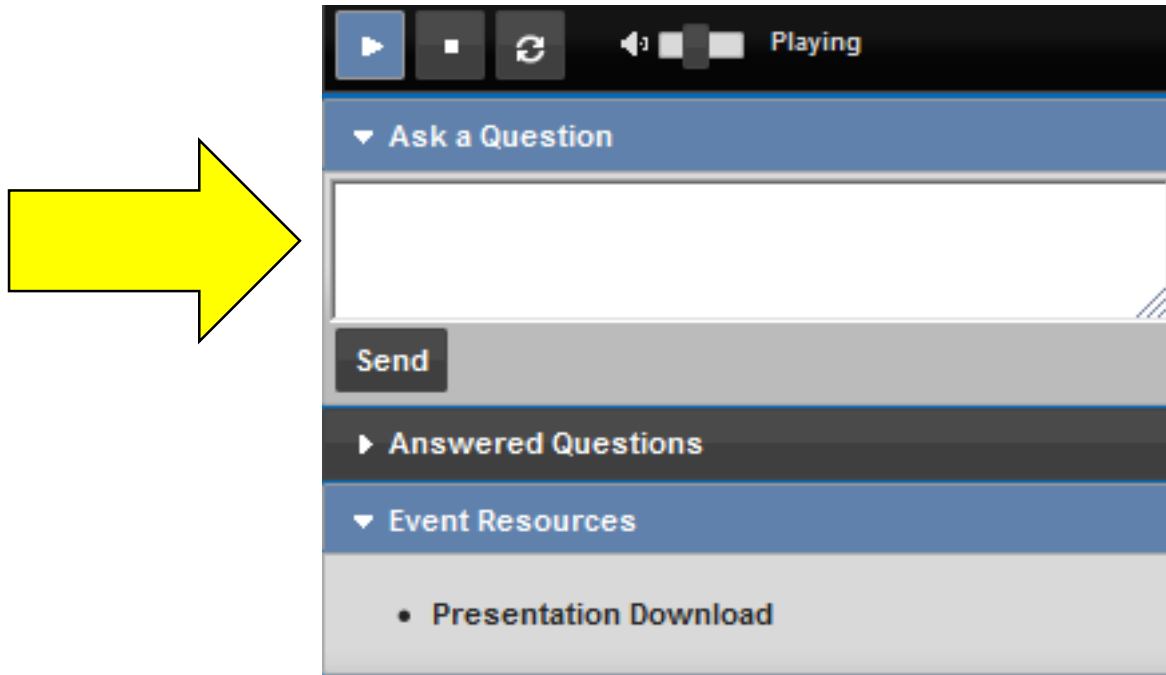 Playing
Ask a Question
Send
Answered Questions
Event Resources
• Presentation Download